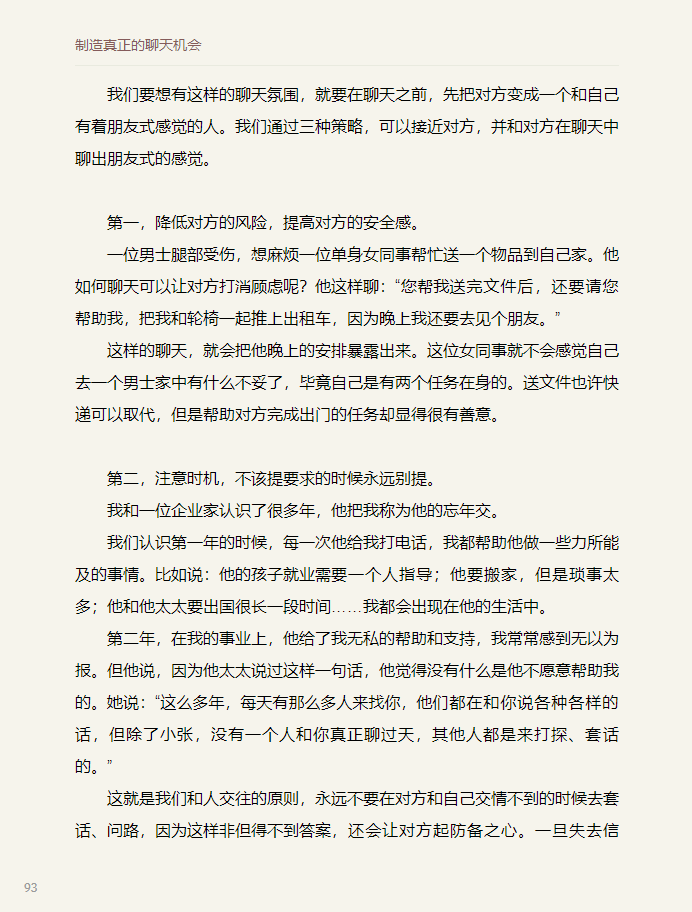 制造真正的聊天机会
我们要想有这样的聊天氛围，就要在聊天之前，先把对方变成一个和自己
有着朋友式感觉的人。我们通过三种策略，可以接近对方，并和对方在聊天中
聊出朋友式的感觉。
第一，降低对方的风险，提高对方的安全感。
一位男士腿部受伤，想麻烦一位单身女同事帮忙送一个物品到自己家。他
如何聊天可以让对方打消顾虑呢？他这样聊：“您帮我送完文件后，还要请您
帮助我，把我和轮椅一起推上出租车，因为晚上我还要去见个朋友。”
这样的聊天，就会把他晚上的安排暴露出来。这位女同事就不会感觉自己
去一个男士家中有什么不妥了，毕竟自己是有两个任务在身的。送文件也许快
递可以取代，但是帮助对方完成出门的任务却显得很有善意。
第二，注意时机，不该提要求的时候永远别提。
我和一位企业家认识了很多年，他把我称为他的忘年交。
我们认识第一年的时候，每一次他给我打电话，我都帮助他做一些力所能
及的事情。比如说：他的孩子就业需要一个人指导；他要搬家，但是琐事太
多；他和他太太要出国很长一段时间……我都会出现在他的生活中。
第二年，在我的事业上，他给了我无私的帮助和支持，我常常感到无以为
报。但他说，因为他太太说过这样一句话，他觉得没有什么是他不愿意帮助我
的。她说：“这么多年，每天有那么多人来找你，他们都在和你说各种各样的
话，但除了小张，没有一个人和你真正聊过天，其他人都是来打探、套话
的。”
这就是我们和人交往的原则，永远不要在对方和自己交情不到的时候去套
话、问路，因为这样非但得不到答案，还会让对方起防备之心。一旦失去信
93